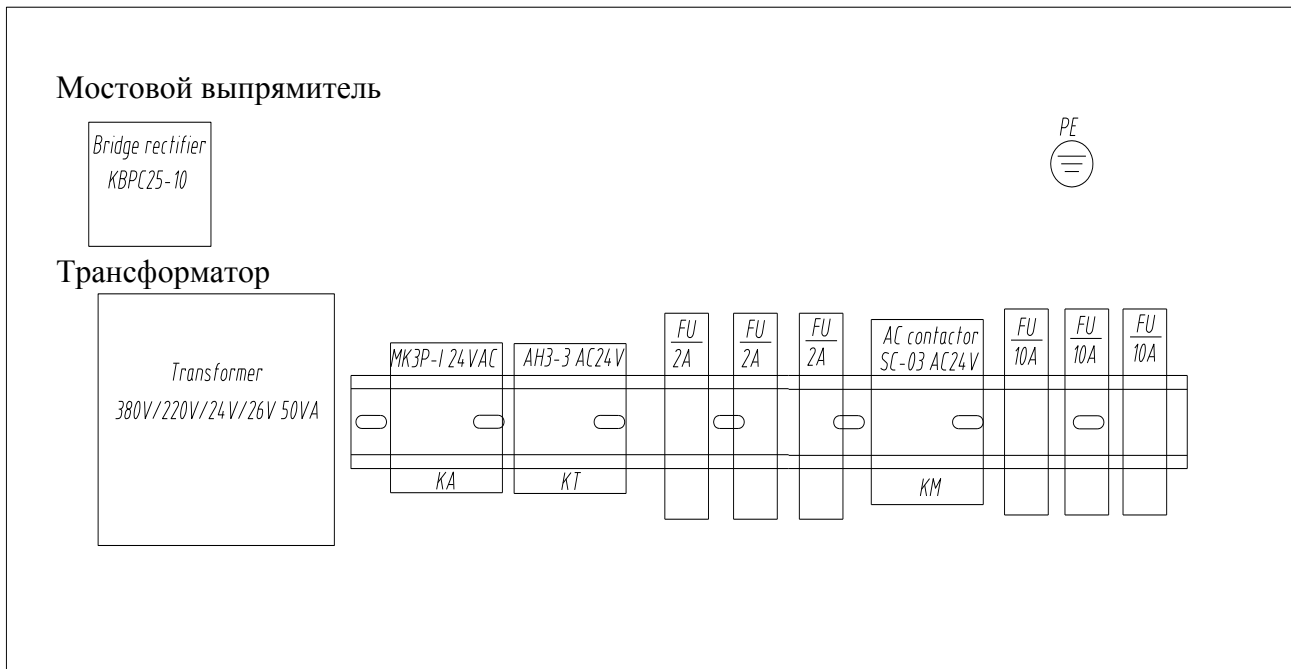 Мостовой выпрямитель
Bridge rectifier
KBPC25-10
PE
Трансформатор
Transformer
380V/220V/24V/26V 50VA
MK3P-I 24VAC
AH3-3 AC24V
FU
2A
FU
2A
FU
2A
AC contactor
SC-03 AC24V
FU
10A
FU
10A
FU
10A
KA
KT
KM